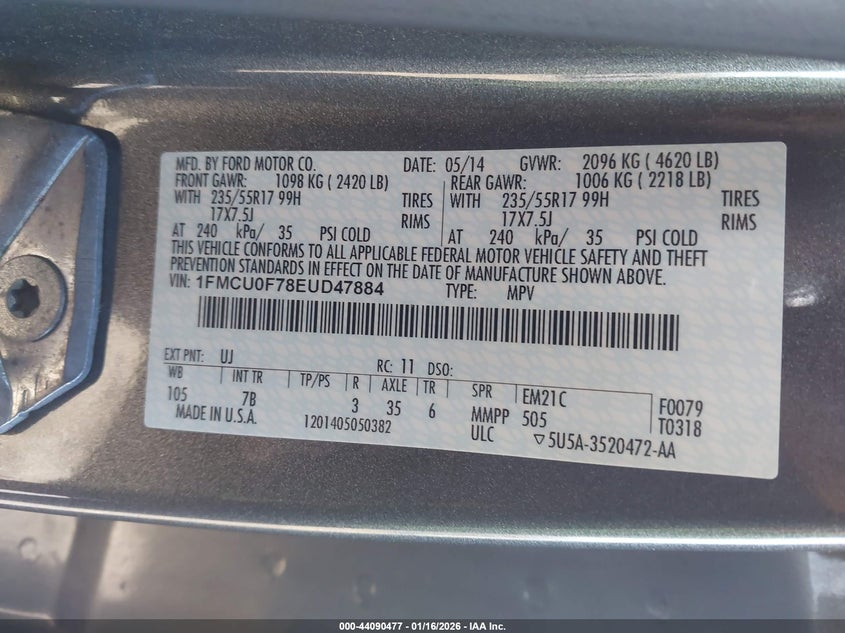 MFD. BY FORD MOTOR CO. DATE: 05/14 GVWR: 2096 KG ( 4620 LB)
FRONT GAWR: 1098 KG ( 2420 LB) REAR GAWR: 1006 KG ( 2218 LB)
WITH 235/55R17 99H TIRES WITH 235/55R17 99H TIRES
17X7.5J RIMS 17X7.5J RIMS
AT 240 kPa/ 35 PSI COLD AT 240 kPa/ 35 PSI COLD
THIS VEHICLE CONFORMS TO ALL APPLICABLE FEDERAL MOTOR VEHICLE SAFETY AND THEFT
PREVENTION STANDARDS IN EFFECT ON THE DATE OF MANUFACTURE SHOWN ABOVE.
VIN: 1FMCU0F78EUD47884 TYPE: MPV
EXT PNT: UJ RC: 11 DSO:
WB INT TR TP/PS R AXLE TR SPR EM21C F0079
105 7B 3 35 6 MMPP 505 T0318
MADE IN U.S.A. 1201405050382 ULC ▽5U5A-3520472-AA
000-44090477 - 01/16/2026 - IAA Inc.